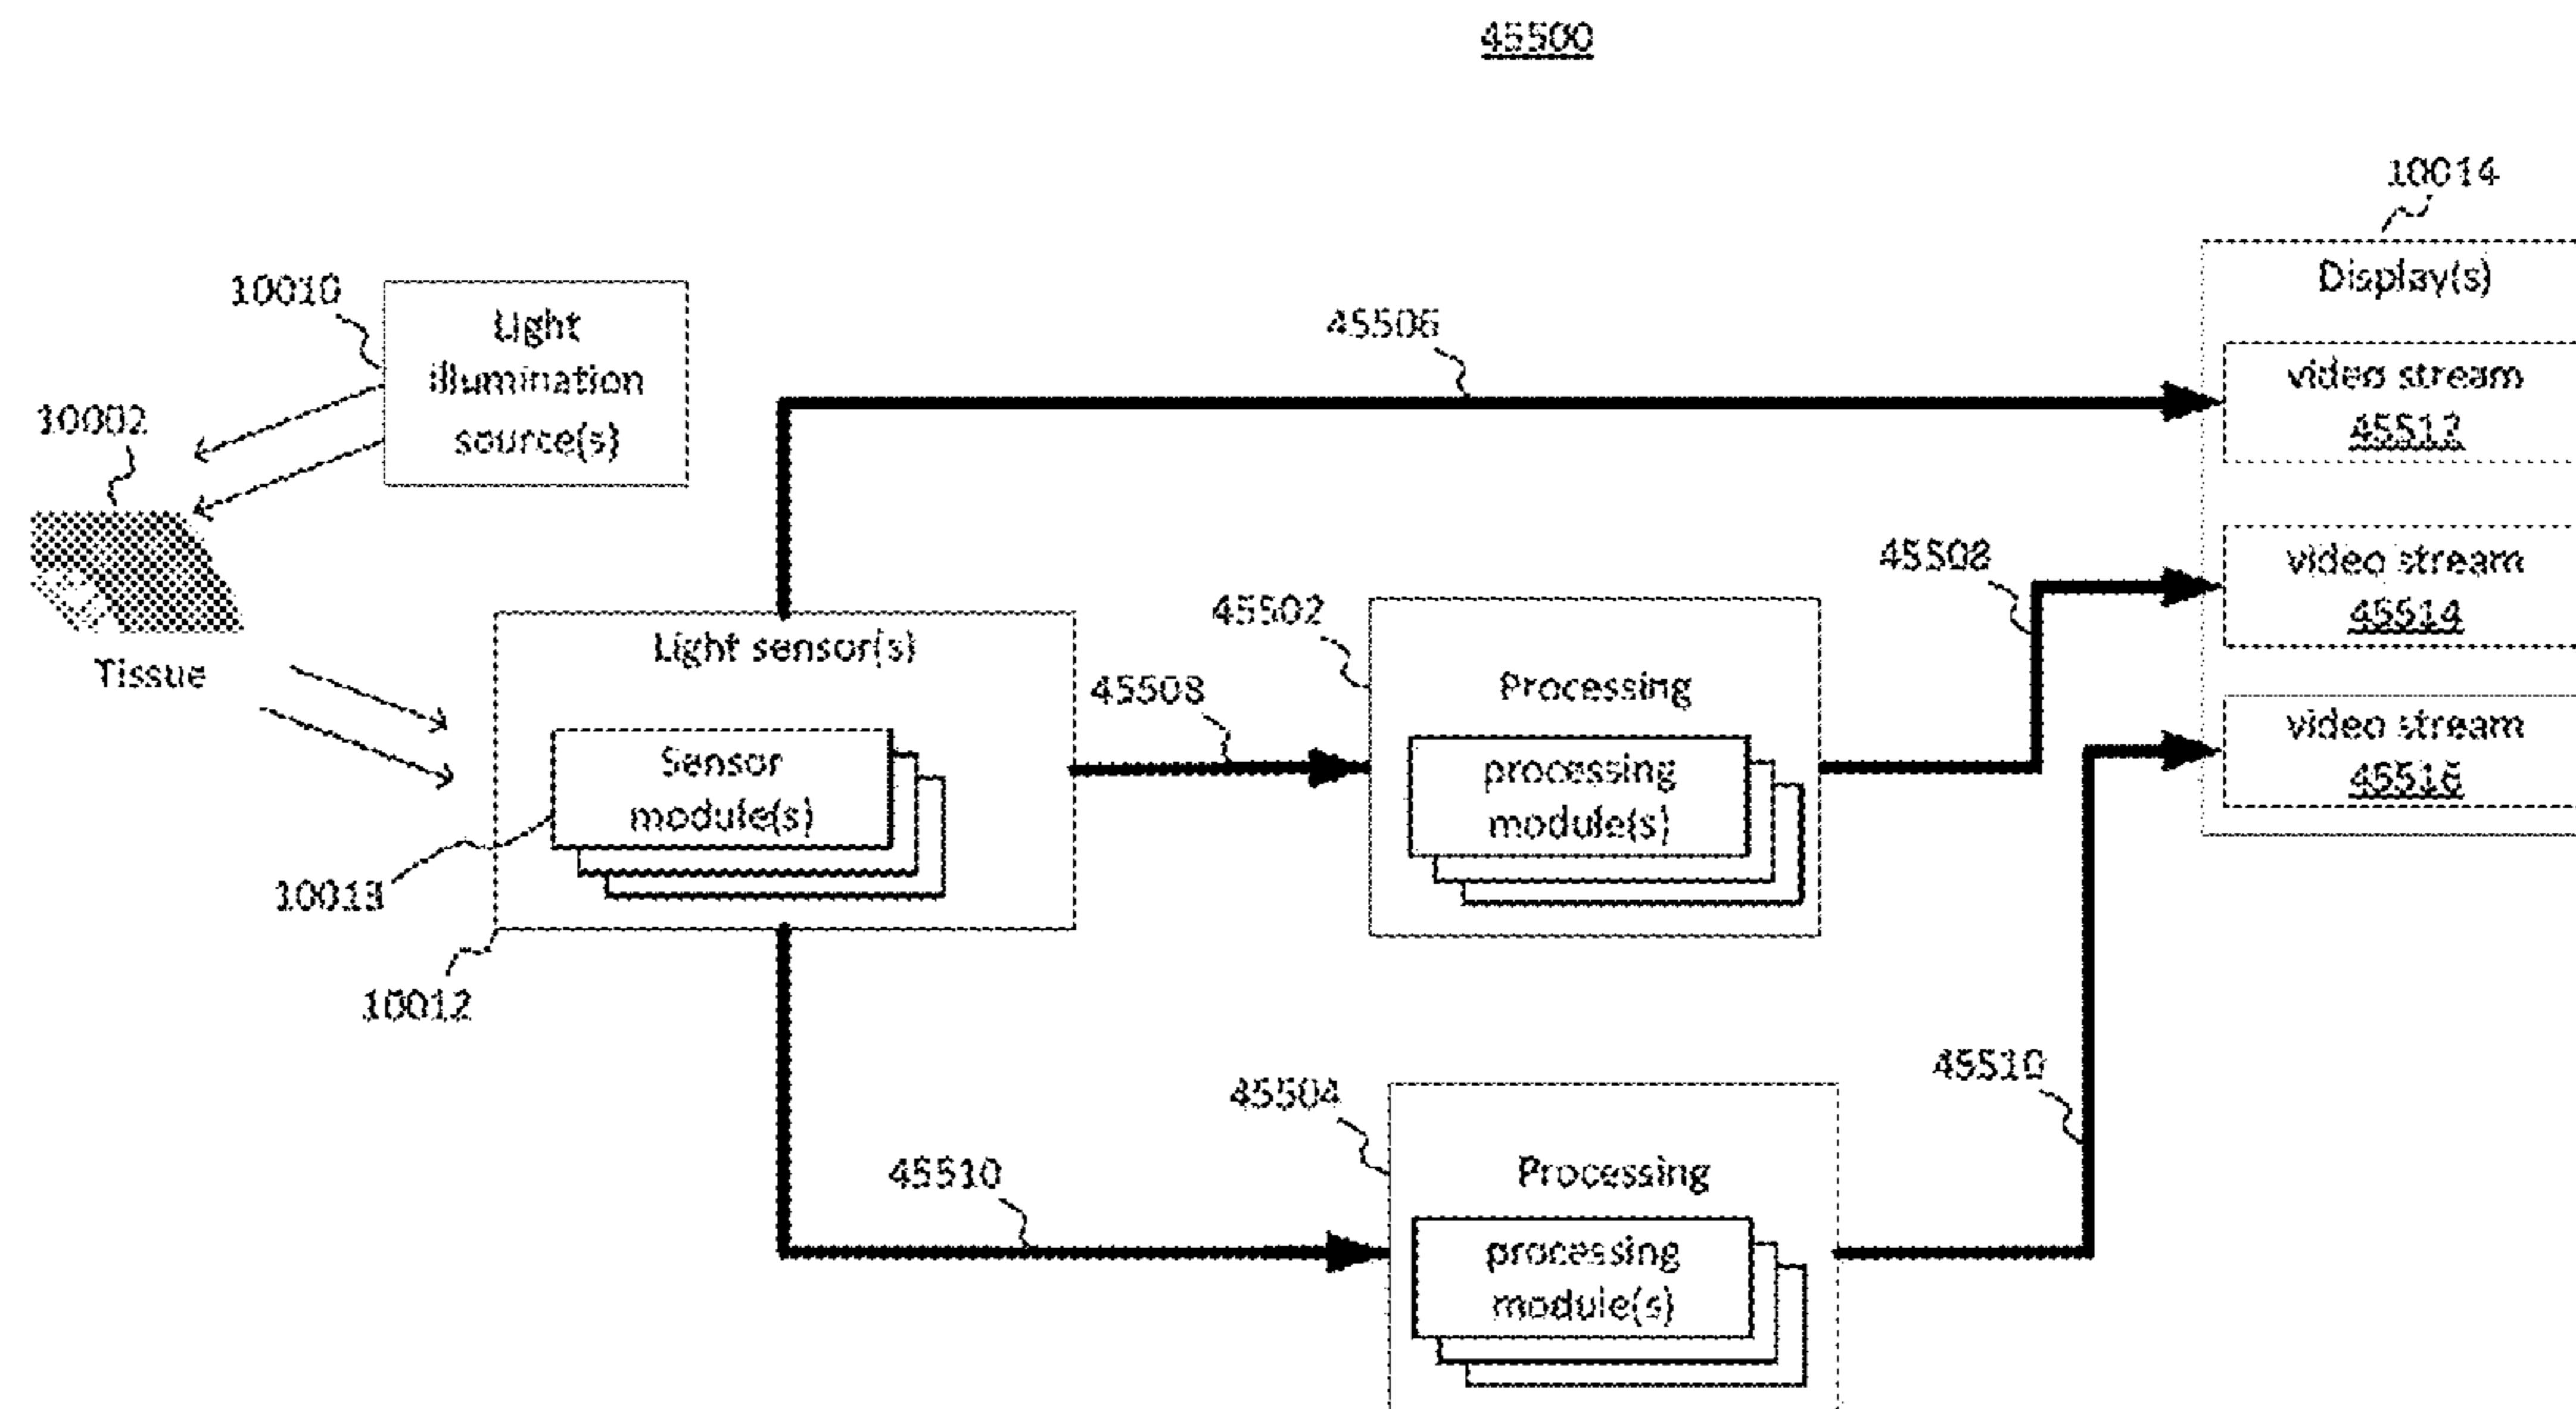 45500
10014
Display(s)
10010
Light
illumination
source(s)
45506
video stream
45512
10002
45508
video stream
45514
45502
Light sensor(s)
Tissue
45508
Processing
video stream
45516
Sensor
module(s)
processing
module(s)
10013
10012
45510
45504
45510
Processing
processing
module(s)